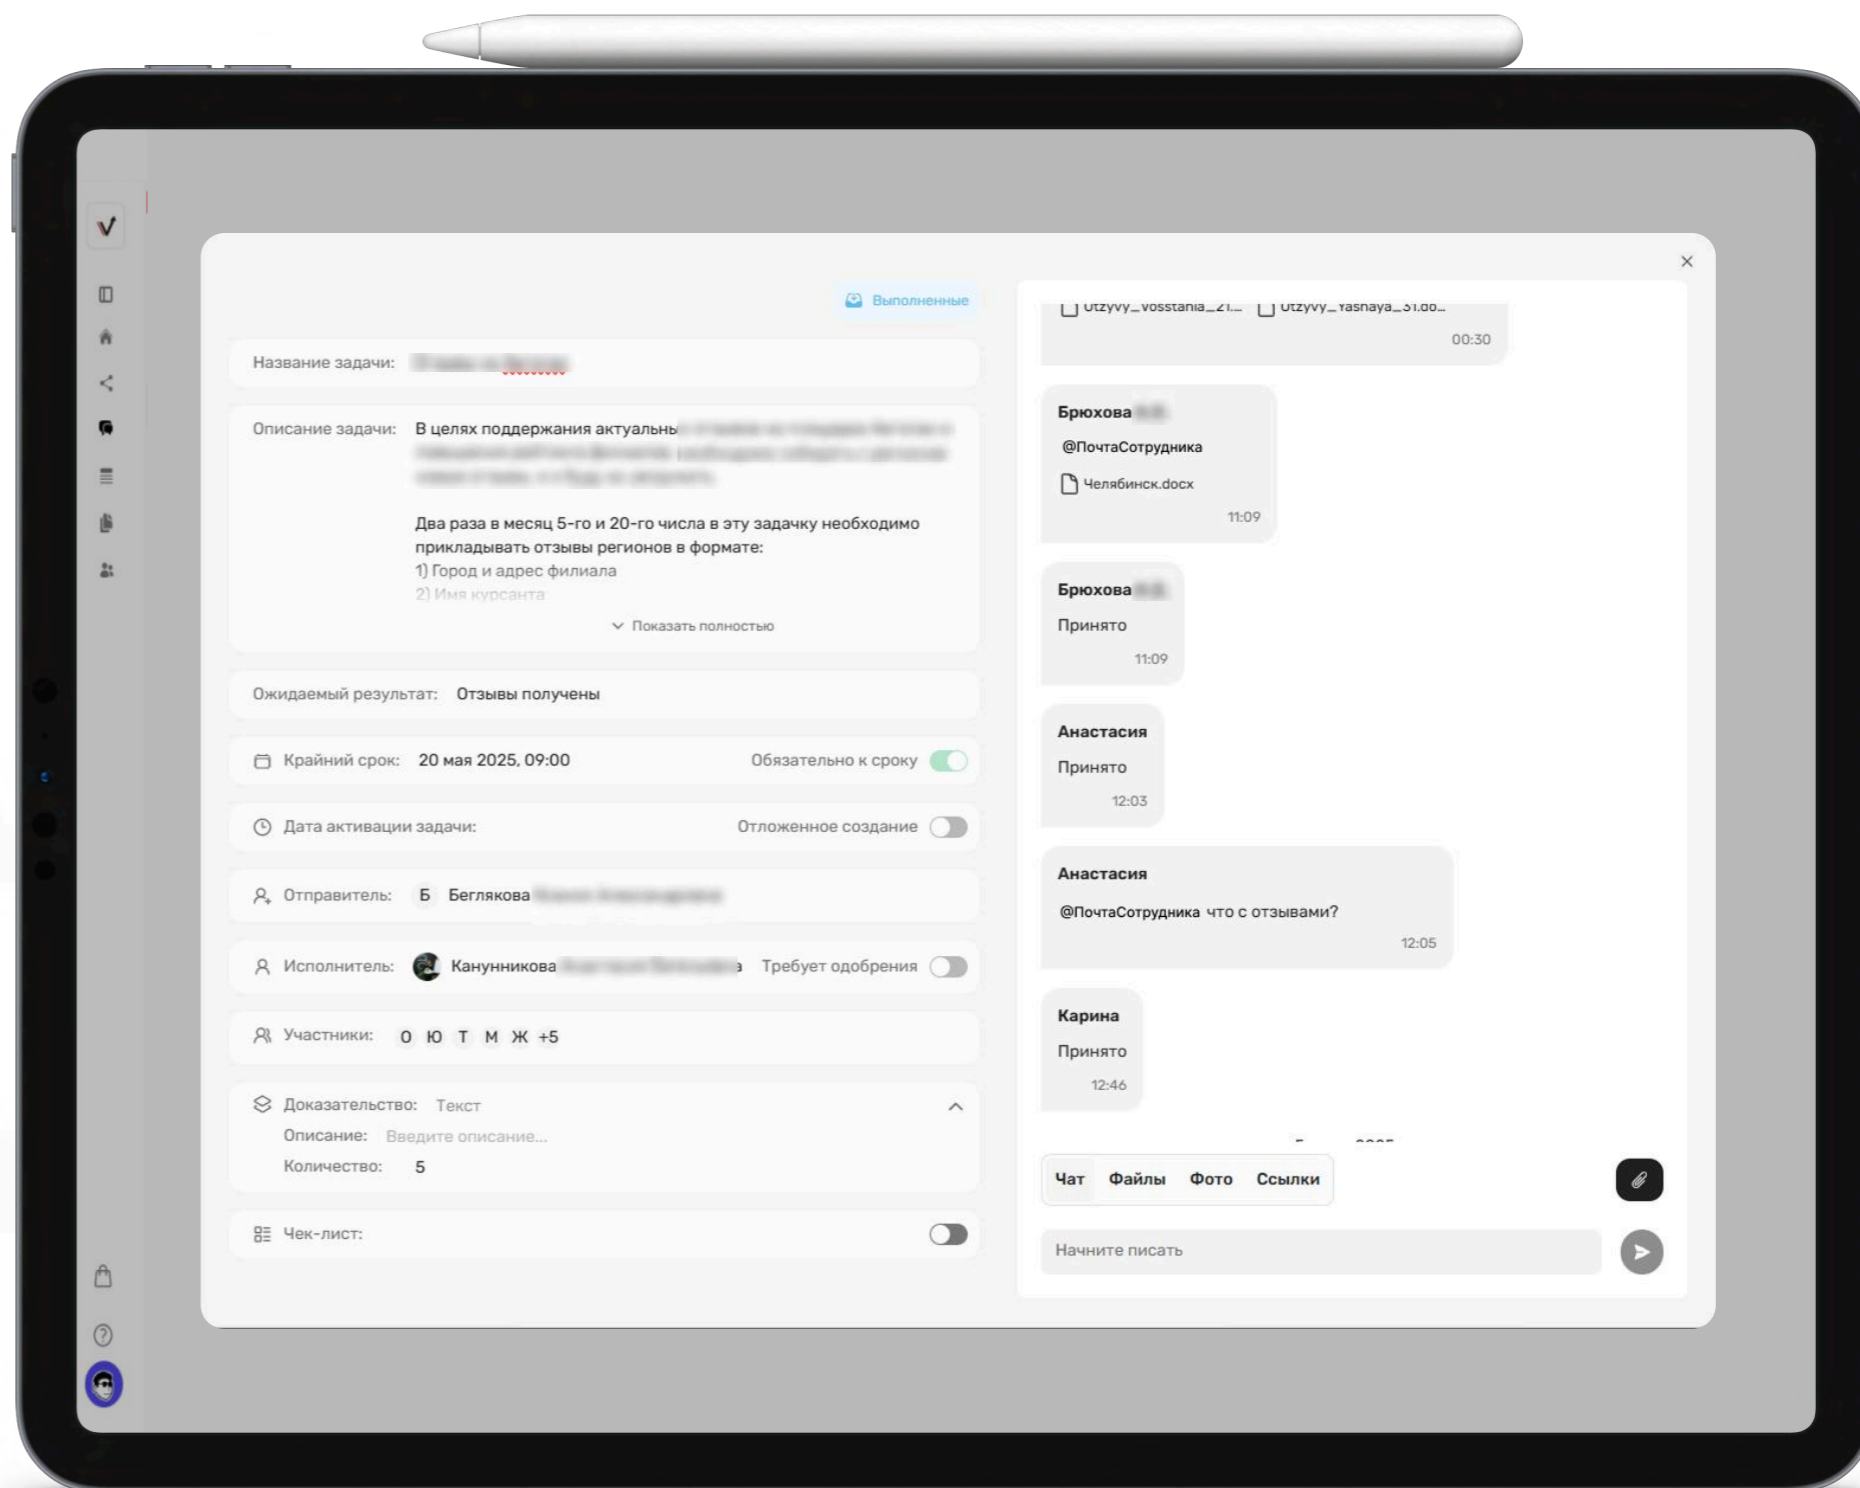 Выполненные
Название задачи:
Описание задачи: В целях поддержания
Два раза в месяц 5-го и 20-го числа в эту задачку необходимо
прикладывать отзывы регионов в формате:
1) Город и адрес филиала
2) Имя курсанта
Показать полностью
Ожидаемый результат: Отзывы получены
Крайний срок: 20 мая 2025, 09:00 Обязательно к сроку
Дата активации задачи: Отложенное создание
Отправитель: Б Беглякова
Исполнитель: Канунникова Требует одобрения
Участники: О Ю Т М Ж +5
Доказательство: Текст
Описание: Введите описание...
Количество: 5
Чек-лист:
Otzyvy_Vosstania_21... Otzyvy_Yashaya_31.do...
00:30
Брюхова
@ПочтаСотрудника
Челябинск.docx
11:09
Брюхова
Принято
11:09
Анастасия
Принято
12:03
Анастасия
@ПочтаСотрудника что с отзывами?
12:05
Карина
Принято
12:46
Чат Файлы Фото Ссылки
Начните писать